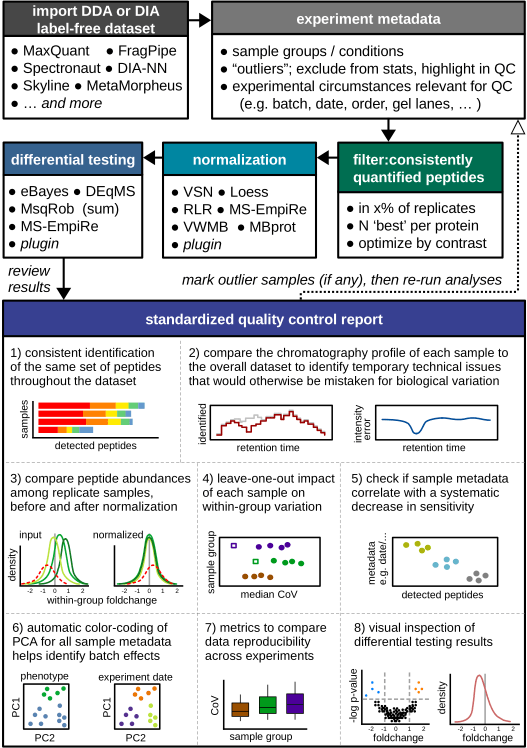 import DDA or DIA
label-free dataset
● MaxQuant ● FragPipe
● Spectronaut ● DIA-NN
● Skyline ● MetaMorpheus
● … and more
experiment metadata
● sample groups / conditions
● “outliers”; exclude from stats, highlight in QC
● experimental circumstances relevant for QC
(e.g. batch, date, order, gel lanes, … )
differential testing
● eBayes ● DEqMS
● MsqRob (sum)
● MS-EmpiRe
● plugin
normalization
● VSN ● Loess
● RLR ● MS-EmpiRe
● VWMB ● MBprot
● plugin
filter:consistently
quantified peptides
● in x% of replicates
● N ‘best’ per protein
● optimize by contrast
review
results
mark outlier samples (if any), then re-run analyses
standardized quality control report
1) consistent identification
of the same set of peptides
throughout the dataset
samples
detected peptides
2) compare the chromatography profile of each sample to
the overall dataset to identify temporary technical issues
that would otherwise be mistaken for biological variation
identified
retention time
intensity
error
retention time
3) compare peptide abundances
among replicate samples,
before and after normalization
input
normalized
density
-2 -1 0 1 2
-2 -1 0 1 2
within-group foldchange
4) leave-one-out impact
of each sample on
within-group variation
sample group
median CoV
5) check if sample metadata
correlate with a systematic
decrease in sensitivity
metadata
e.g. date/…
detected peptides
6) automatic color-coding of
PCA for all sample metadata
helps identify batch effects
phenotype
experiment date
PC1
PC2
PC1
PC2
7) metrics to compare
data reproducibility
across experiments
CoV
sample group
8) visual inspection of
differential testing results
-log p-value
-2 -1 0 1 2
foldchange
density
-2 -1 0 1 2
foldchange